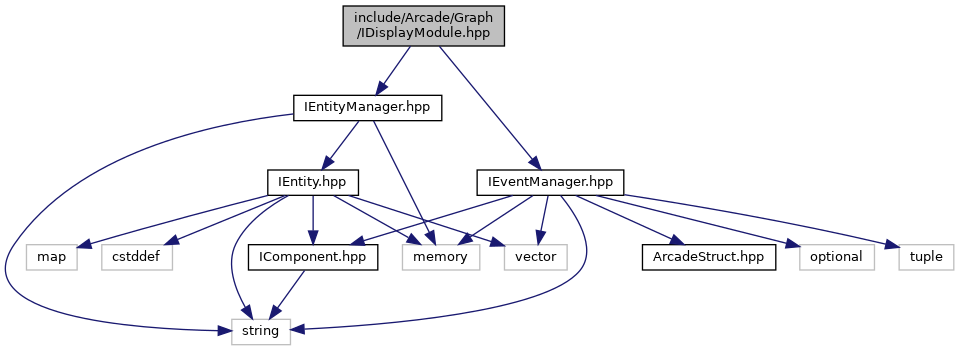 include/Arcade/Graph
/IDisplayModule.hpp
IEntityManager.hpp
IEntity.hpp
IEventManager.hpp
map
cstddef
IComponent.hpp
memory
vector
ArcadeStruct.hpp
optional
tuple
string